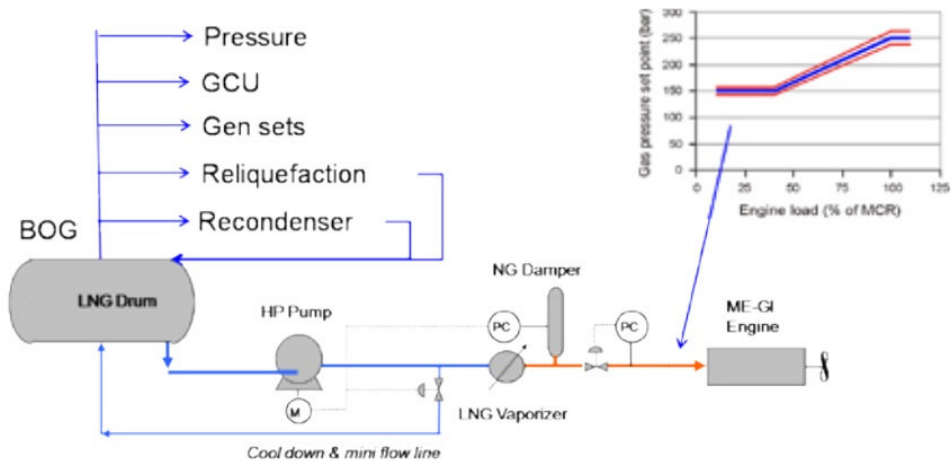 Pressure
GCU
Gen sets
Reliquefaction
Recondenser
BOG
LNG Drum
HP Pump
M
PC
NG Damper
PC
ME-GI
Engine
LNG Vaporizer
Cool down & mini flow line
Gas pressure set point (bar)
300
250
200
150
100
50
0
0
25
50
75
100
125
Engine load (% of MCR)